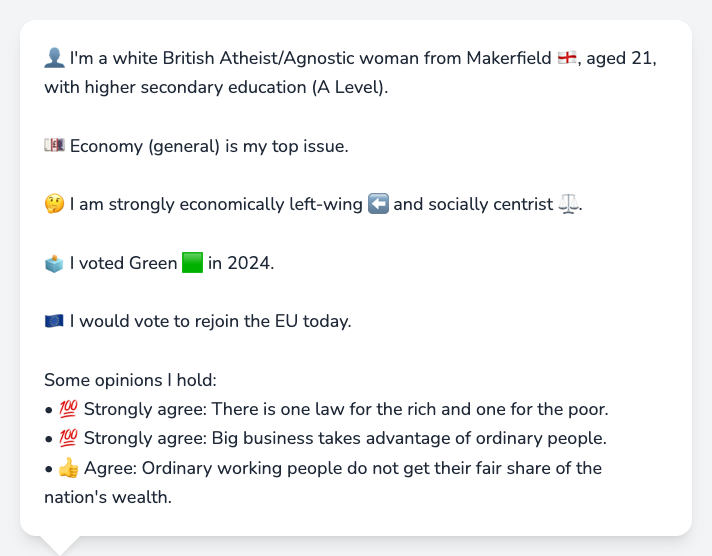 👤 I'm a white British Atheist/Agnostic woman from Makerfield 🏴󠁧󠁢󠁥󠁮󠁧󠁿, aged 21,
with higher secondary education (A Level).
💷 Economy (general) is my top issue.
🤔 I am strongly economically left-wing ⬅️ and socially centrist ⚖️.
🗳️ I voted Green 🟩 in 2024.
🇪🇺 I would vote to rejoin the EU today.
Some opinions I hold:
• 💯 Strongly agree: There is one law for the rich and one for the poor.
• 💯 Strongly agree: Big business takes advantage of ordinary people.
• 👍 Agree: Ordinary working people do not get their fair share of the
nation's wealth.